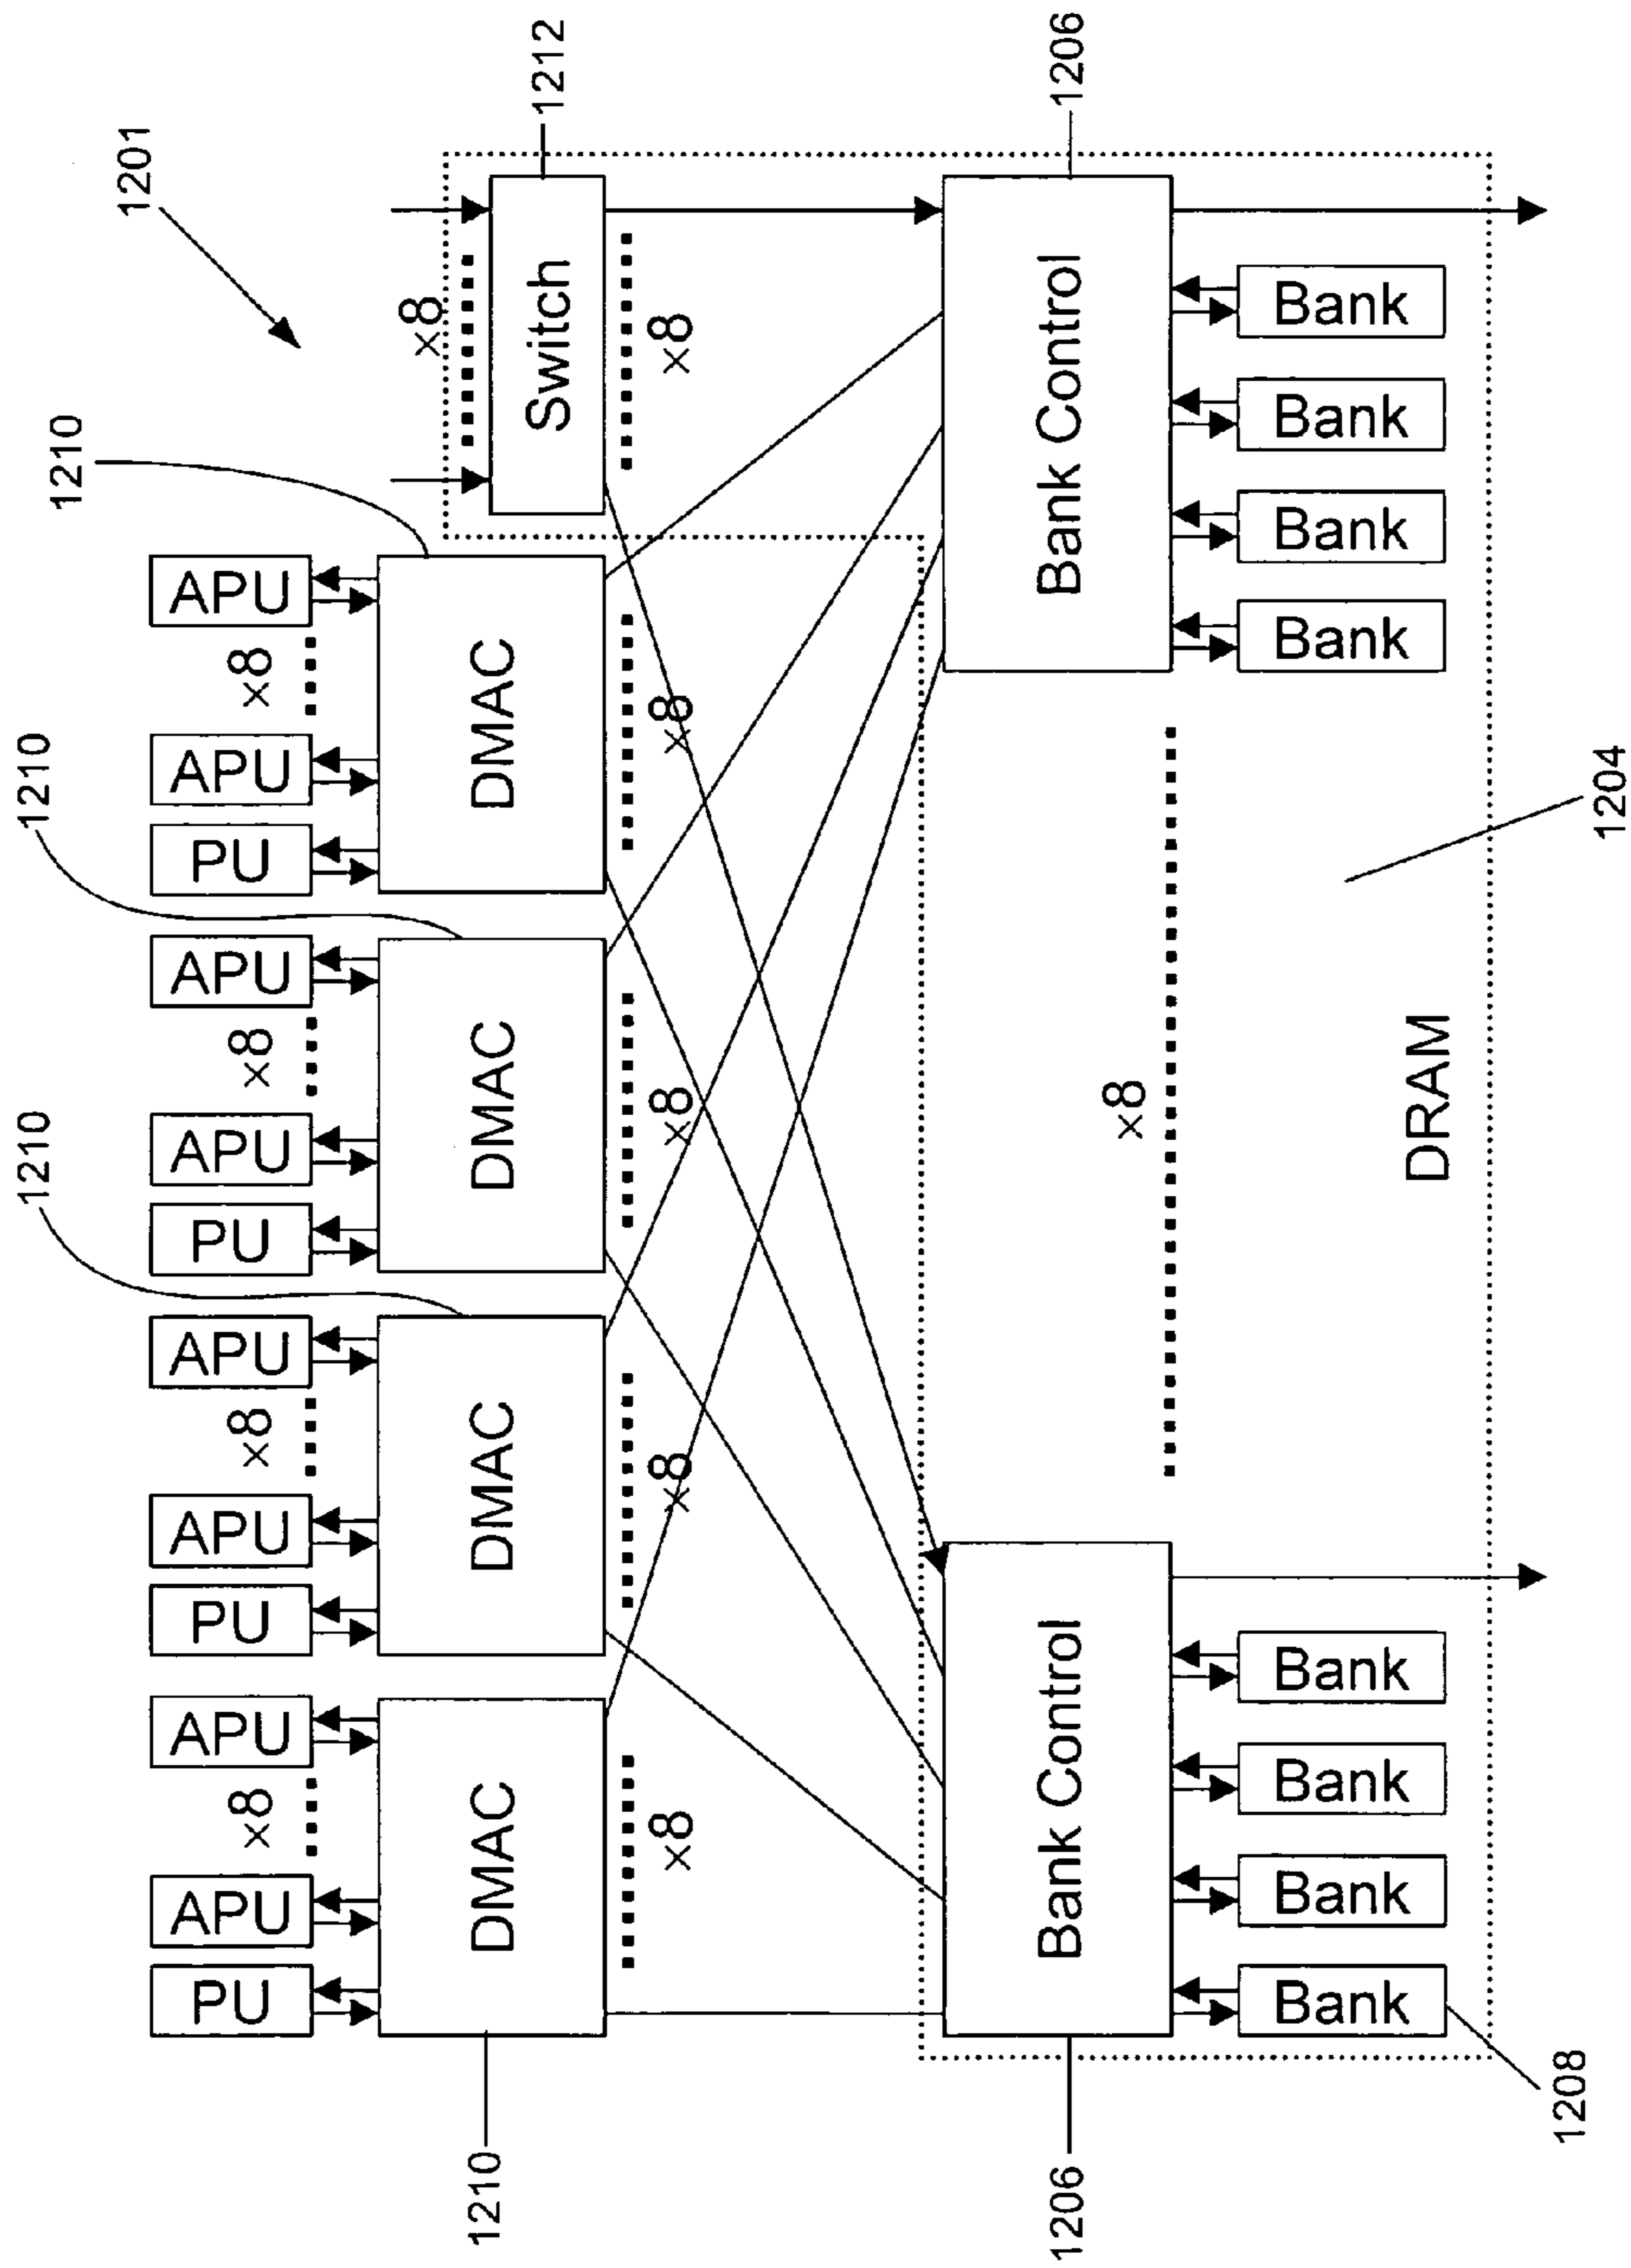 1210
1210
1210
1201
PU APU APU PU APU APU PU APU APU PU APU APU
×8 ×8 ×8 ×8
×8
1210 DMAC DMAC DMAC DMAC Switch 1212
×8 ×8 ×8 ×8 ×8
1206 Bank Control Bank Control 1206
×8
Bank Bank Bank Bank Bank Bank Bank Bank
DRAM
1208
1204